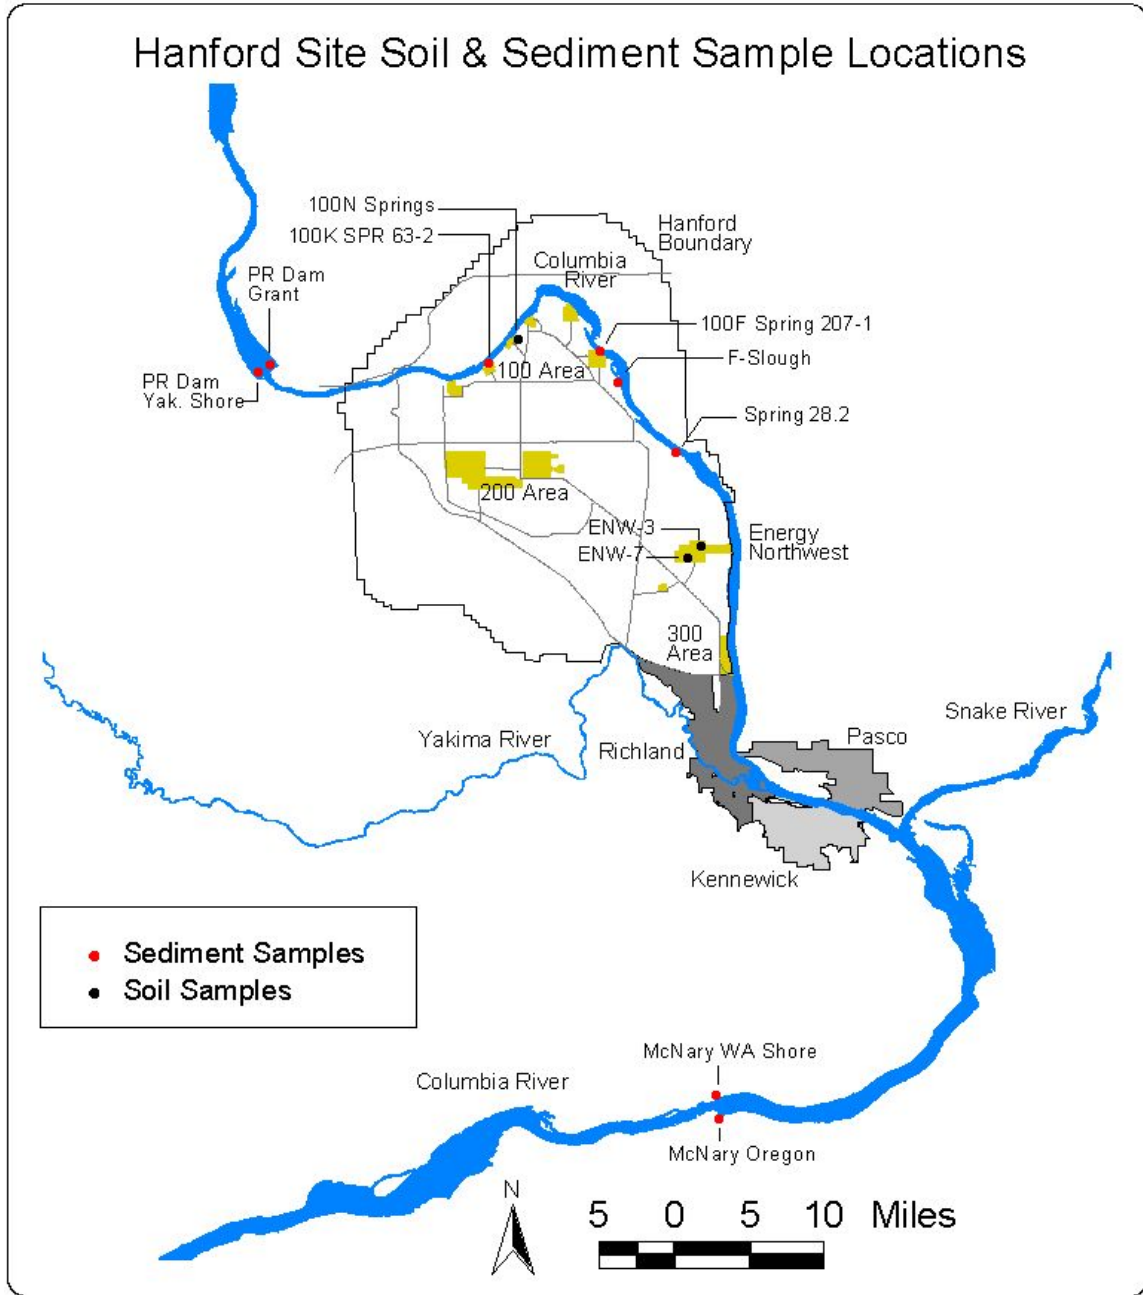 Hanford Site Soil & Sediment Sample Locations
100N Springs
100K SPR 63-2
Hanford
Boundary
Columbia
River
PR Dam
Grant
100F Spring 207-1
F-Slough
100 Area
PR Dam
Yak. Shore
Spring 28.2
200 Area
ENW-3
ENW-7
Energy
Northwest
300
Area
Snake River
Yakima River
Richland
Pasco
Kennewick
Sediment Samples
Soil Samples
McNary WA Shore
Columbia River
McNary Oregon
N
5 0 5 10 Miles